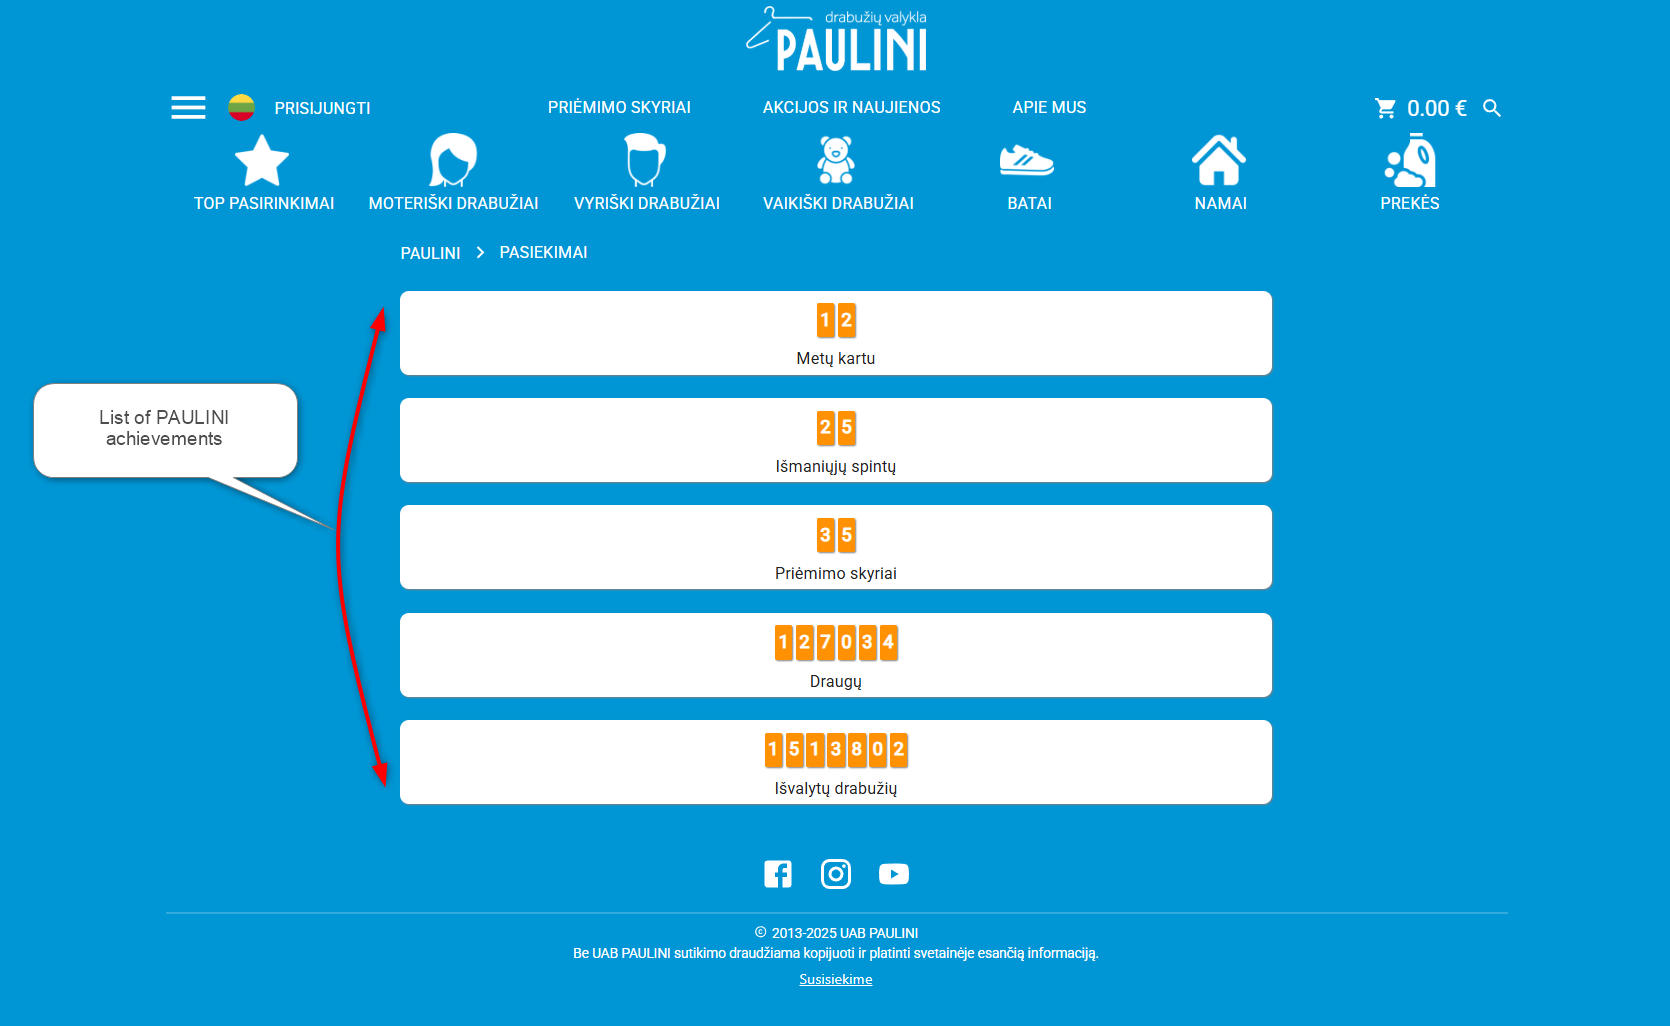 drabužių valykla
PAULINI
PRISIJUNGTI
PRIĖMIMO SKYRIAI
AKCIJOS IR NAUJIENOS
APIE MUS
0.00 €
TOP PASIRINKIMAI
MOTERIŠKI DRABUŽIAI
VYRIŠKI DRABUŽIAI
VAIKIŠKI DRABUŽIAI
BATAI
NAMAI
PREKĖS
PAULINI > PASIEKIMAI
12
Metų kartu
List of PAULINI
achievements
25
Išmaniųjų spintų
35
Priėmimo skyriai
127034
Draugų
1513802
Išvalytų drabužių
© 2013-2025 UAB PAULINI
Be UAB PAULINI sutikimo draudžiama kopijuoti ir platinti svetainėje esančią informaciją.
Susisiekime